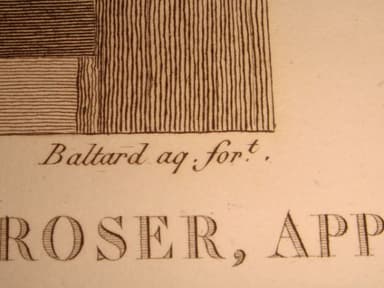 Baltard aq. for.t.
ROSER, APP